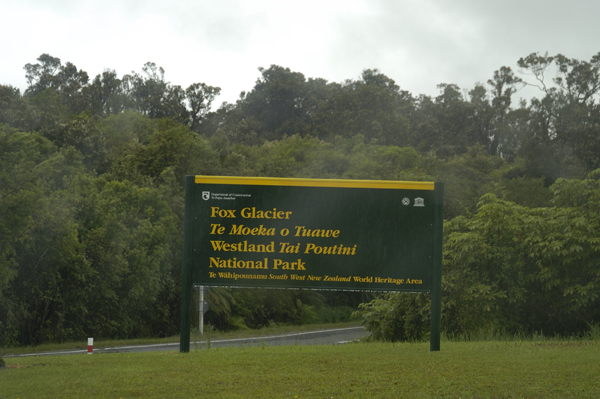 Department of Conservation
Te Papa Atawhai
Fox Glacier
Te Moeka o Tuawe
Westland Tai Poutini
National Park
Te Wāhipounamu South West New Zealand World Heritage Area